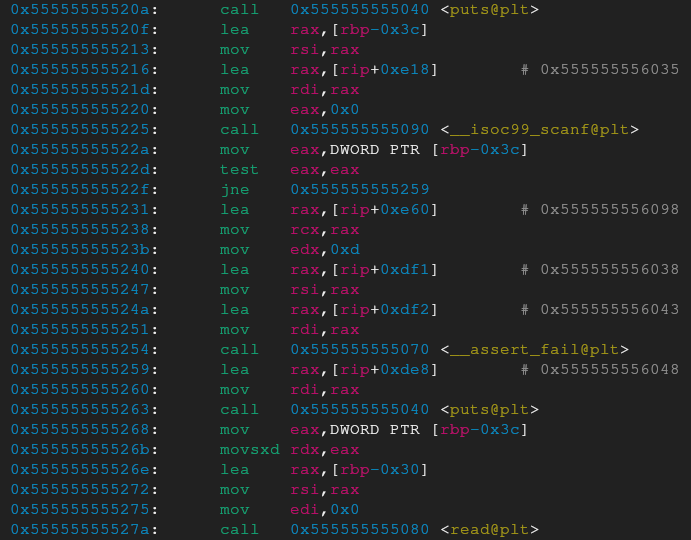 0x55555555520a: call 0x555555555040 <puts@plt>
0x55555555520f: lea rax,[rbp-0x3c]
0x555555555213: mov rsi,rax
0x555555555216: lea rax,[rip+0xe18] # 0x555555556035
0x55555555521d: mov rdi,rax
0x555555555220: mov eax,0x0
0x555555555225: call 0x555555555090 <__isoc99_scanf@plt>
0x55555555522a: mov eax,DWORD PTR [rbp-0x3c]
0x55555555522d: test eax,eax
0x55555555522f: jne 0x555555555259
0x555555555231: lea rax,[rip+0xe60] # 0x555555556098
0x555555555238: mov rcx,rax
0x55555555523b: mov edx,0xd
0x555555555240: lea rax,[rip+0xdf1] # 0x555555556038
0x555555555247: mov rsi,rax
0x55555555524a: lea rax,[rip+0xdf2] # 0x555555556043
0x555555555251: mov rdi,rax
0x555555555254: call 0x555555555070 <__assert_fail@plt>
0x555555555259: lea rax,[rip+0xde8] # 0x555555556048
0x555555555260: mov rdi,rax
0x555555555263: call 0x555555555040 <puts@plt>
0x555555555268: mov eax,DWORD PTR [rbp-0x3c]
0x55555555526b: movsxd rdx,eax
0x55555555526e: lea rax,[rbp-0x30]
0x555555555272: mov rsi,rax
0x555555555275: mov edi,0x0
0x55555555527a: call 0x555555555080 <read@plt>